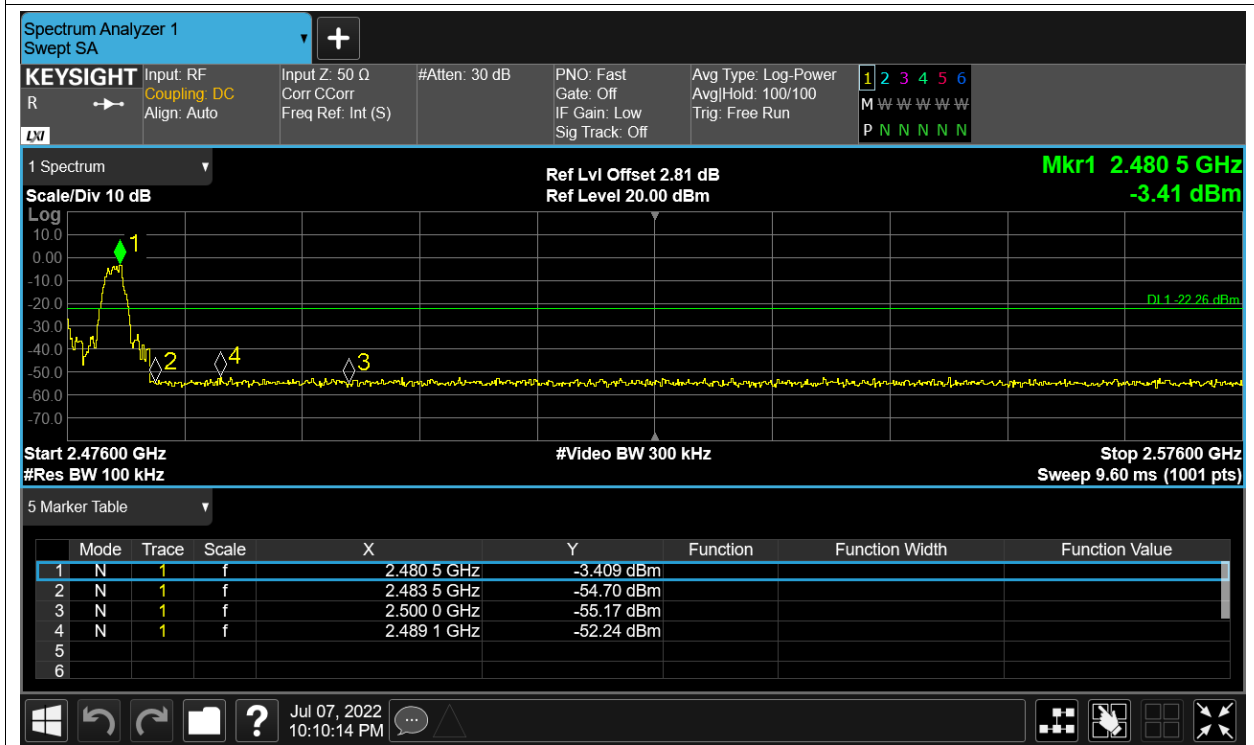 Spectrum Analyzer 1
Swept SA
+
KEYSIGHT
R
LXI
Input: RF
Coupling: DC
Align: Auto
Input Z: 50 Ω
Corr CCorr
Freq Ref: Int (S)
#Atten: 30 dB
PNO: Fast
Gate: Off
IF Gain: Low
Sig Track: Off
Avg Type: Log-Power
Avg|Hold: 100/100
Trig: Free Run
1 2 3 4 5 6
M W W W W W
P N N N N N
1 Spectrum
Scale/Div 10 dB
Ref Lvl Offset 2.81 dB
Ref Level 20.00 dBm
Mkr1 2.480 5 GHz
-3.41 dBm
Log
10.0
0.00
-10.0
-20.0
-30.0
-40.0
-50.0
-60.0
-70.0
1
2
4
3
DL1 -22.26 dBm
Start 2.47600 GHz
#Video BW 300 kHz
Stop 2.57600 GHz
#Res BW 100 kHz
Sweep 9.60 ms (1001 pts)
5 Marker Table
Mode Trace Scale X Y Function Function Width Function Value
1 N 1 f 2.480 5 GHz -3.409 dBm
2 N 1 f 2.483 5 GHz -54.70 dBm
3 N 1 f 2.500 0 GHz -55.17 dBm
4 N 1 f 2.489 1 GHz -52.24 dBm
5
6
?
Jul 07, 2022
10:10:14 PM